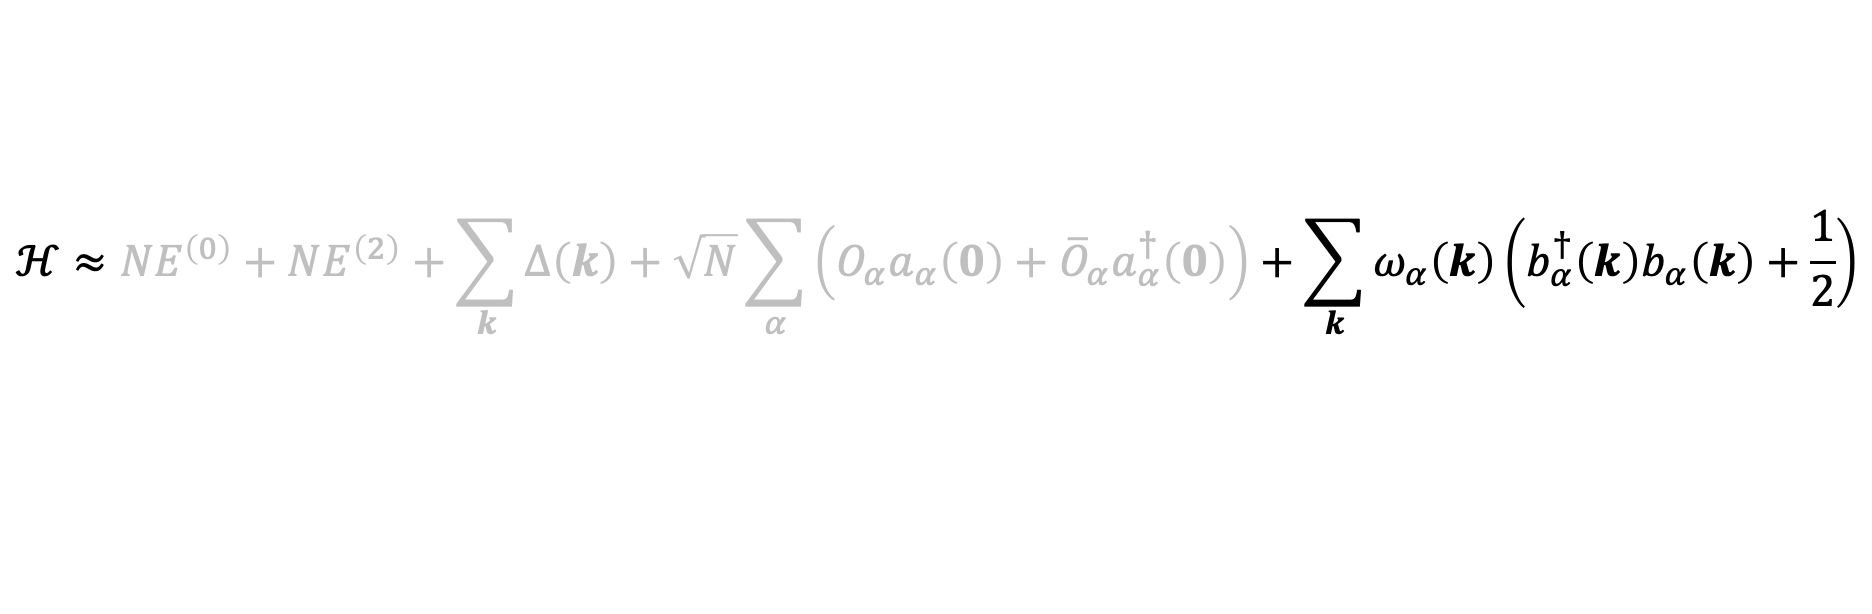 ℋ ≈ NE⁽⁰⁾ + NE⁽²⁾ + ∑_𝒌 Δ(𝒌) + √N ∑_α (O_α a_α(𝟎) + Ō_α a_α^†(𝟎)) + ∑_𝒌 ω_α(𝒌) (b_α^†(𝒌)b_α(𝒌) + 1/2)